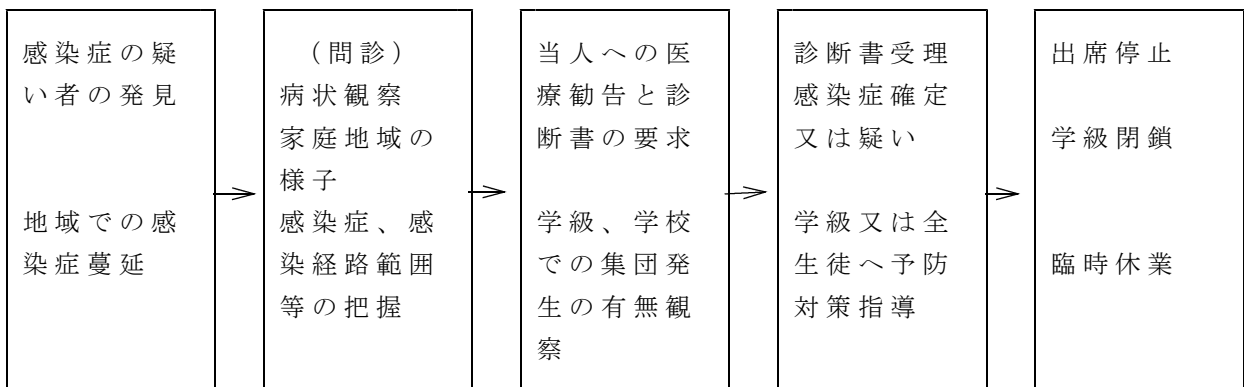 感染症の疑
い者の発見
地域での感
染症蔓延
(問診)
病状観察
家庭地域の
様子
感染症、感
染経路範囲
等の把握
当人への医
療勧告と診
断書の要求
学級、学校
での集団発
生の有無観
察
診断書受理
感染症確定
又は疑い
学級又は全
生徒へ予防
対策指導
出席停止
学級閉鎖
臨時休業